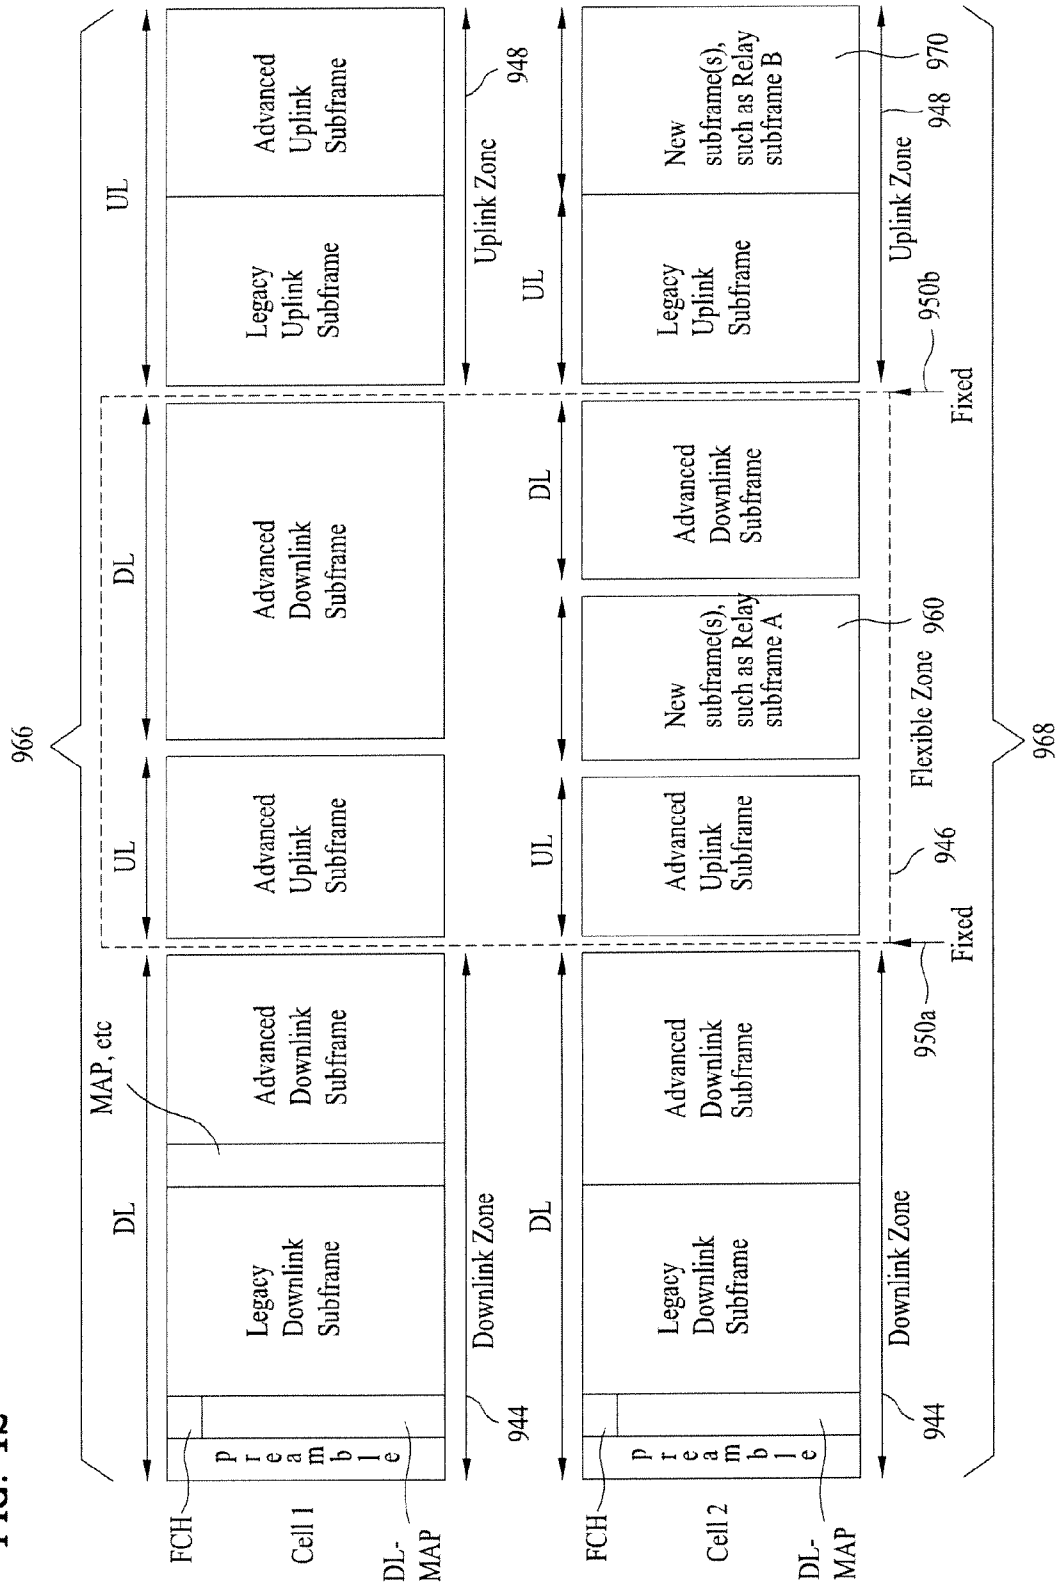 FIG. 12
966
DL
UL
DL
UL
MAP, etc
FCH
Cell 1
DL-
MAP
preamble
Legacy
Downlink
Subframe
Advanced
Downlink
Subframe
Advanced
Uplink
Subframe
Advanced
Downlink
Subframe
Legacy
Uplink
Subframe
Advanced
Uplink
Subframe
944
Downlink Zone
Uplink Zone
948
DL
UL
DL
UL
FCH
Cell 2
DL-
MAP
preamble
Legacy
Downlink
Subframe
Advanced
Downlink
Subframe
Advanced
Uplink
Subframe
New
subframe(s),
such as Relay
subframe A
Advanced
Downlink
Subframe
Legacy
Uplink
Subframe
New
subframe(s),
such as Relay
subframe B
944
Downlink Zone
950a
Fixed
946
Flexible Zone
960
Fixed
950b
Uplink Zone
948
970
968